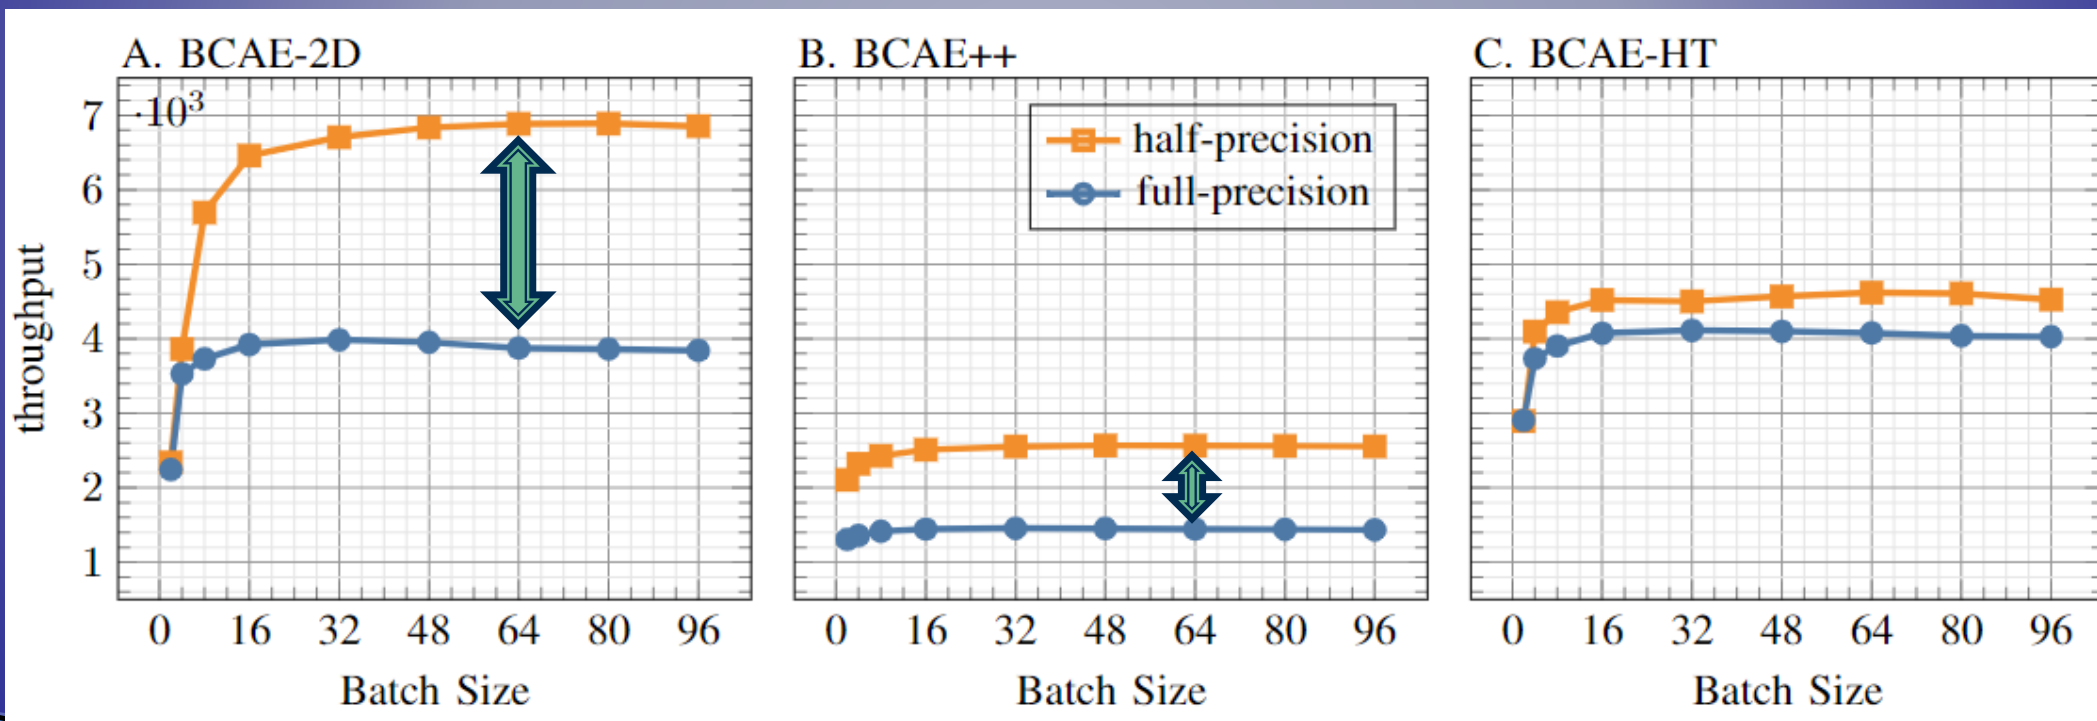 A. BCAE-2D
B. BCAE++
C. BCAE-HT
·10³
throughput
7
6
5
4
3
2
1
half-precision
full-precision
0 16 32 48 64 80 96
0 16 32 48 64 80 96
0 16 32 48 64 80 96
Batch Size
Batch Size
Batch Size